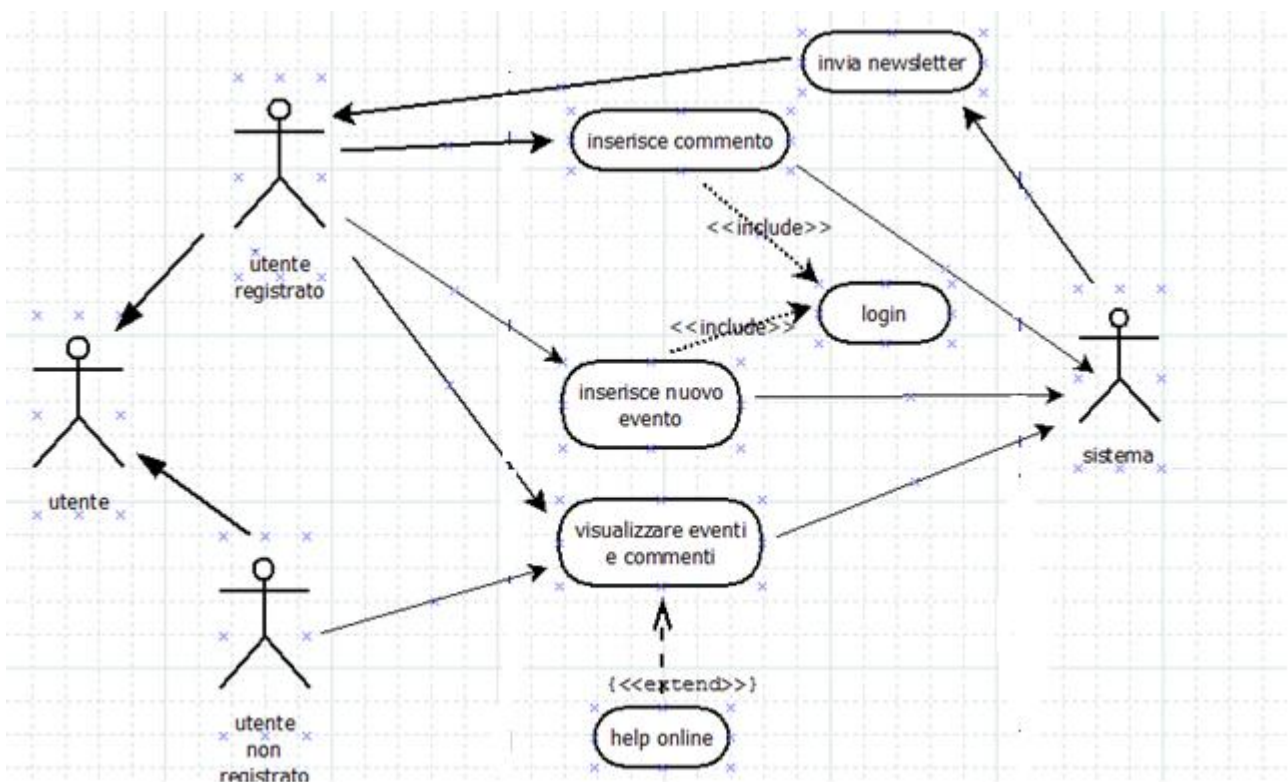 invia newsletter
inserisce commento
<<include>>
utente
registrato
login
<<include>>
inserisce nuovo
evento
sistema
utente
visualizzare eventi
e commenti
{<<extend>>}
utente
non
registrato
help online